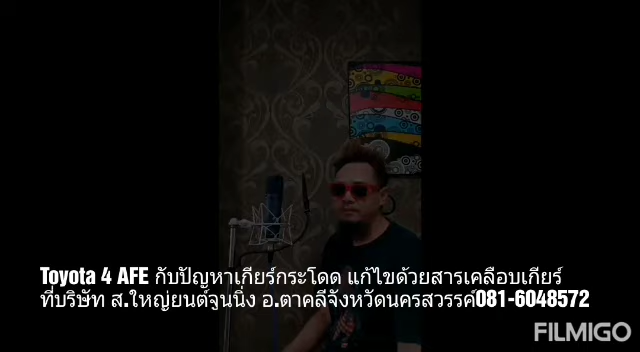 Toyota 4 AFE กับปัญหาเกียร์กระโดด แก้ไขด้วยสารเคลือบเกียร์
ที่บริษัท ส.ใหญ่ยนต์จูนนิ่ง อ.ตาคลีจังหวัดนครสวรรค์081-6048572
FILMIGO